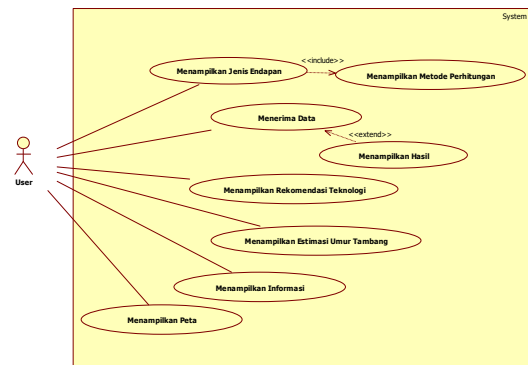 System
<<include>>
Menampilkan Jenis Endapan
Menampilkan Metode Perhitungan
Menerima Data
<<extend>>
Menampilkan Hasil
User
Menampilkan Rekomendasi Teknologi
Menampilkan Estimasi Umur Tambang
Menampilkan Informasi
Menampilkan Peta